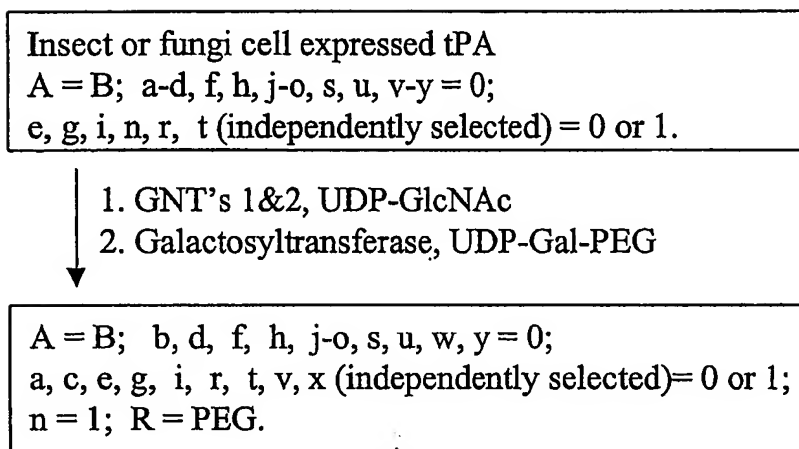 Insect or fungi cell expressed tPA
A = B; a-d, f, h, j-o, s, u, v-y = 0;
e, g, i, n, r, t (independently selected) = 0 or 1.
1. GNT's 1&2, UDP-GlcNAc
2. Galactosyltransferase, UDP-Gal-PEG
A = B; b, d, f, h, j-o, s, u, w, y = 0;
a, c, e, g, i, r, t, v, x (independently selected)= 0 or 1;
n = 1; R = PEG.